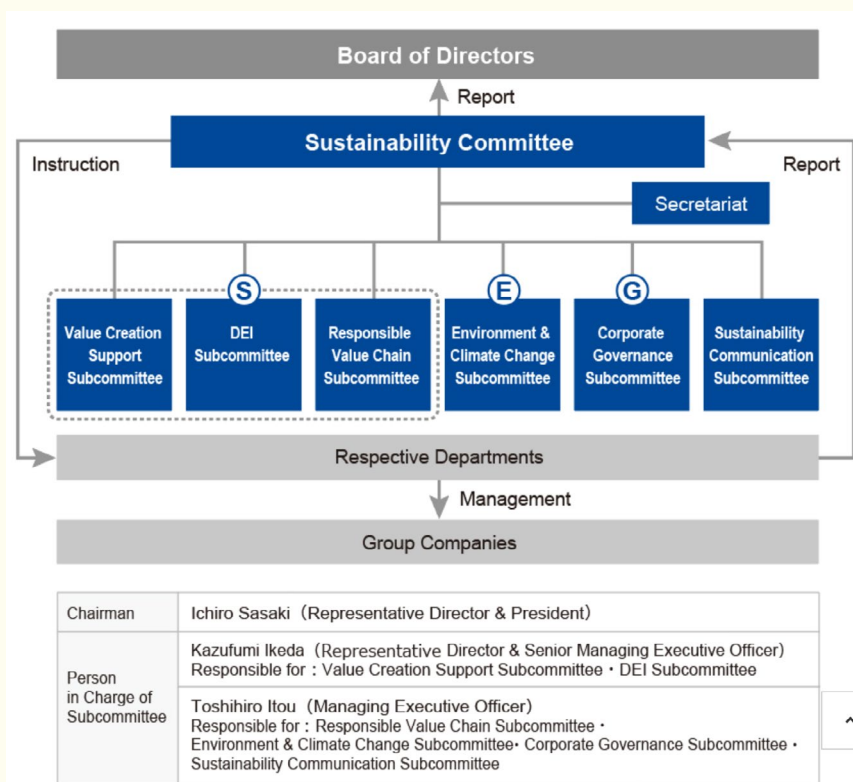 Board of Directors
Report
Sustainability Committee
Instruction
Report
Secretariat
S
E
G
Value Creation
Support
Subcommittee
DEI
Subcommittee
Responsible
Value Chain
Subcommittee
Environment &
Climate Change
Subcommittee
Corporate
Governance
Subcommittee
Sustainability
Communication
Subcommittee
Respective Departments
Management
Group Companies
Chairman
Ichiro Sasaki（Representative Director & President）
Person
in Charge of
Subcommittee
Kazufumi Ikeda（Representative Director & Senior Managing Executive Officer）
Responsible for : Value Creation Support Subcommittee・DEI Subcommittee
Toshihiro Itou（Managing Executive Officer）
Responsible for : Responsible Value Chain Subcommittee・
Environment & Climate Change Subcommittee・Corporate Governance Subcommittee・
Sustainability Communication Subcommittee